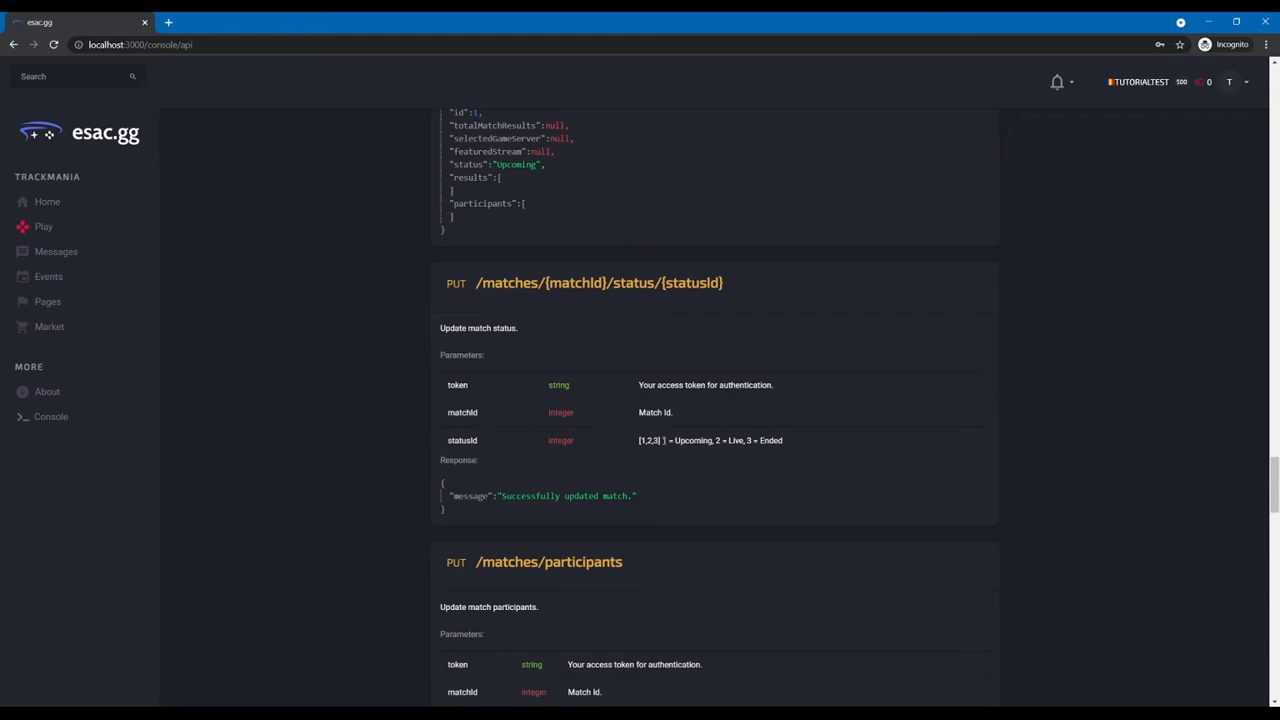 esac.gg
localhost:3000/console/api
Incognito
Search
TUTORIALTEST 500 0 T
esac.gg
TRACKMANIA
Home
Play
Messages
Events
Pages
Market
MORE
About
Console
"id":1,
"totalMatchResults":null,
"selectedGameServer":null,
"featuredStream":null,
"status":"Upcoming",
"results":[
]
"participants":[
]
}
PUT /matches/{matchId}/status/{statusId}
Update match status.
Parameters:
token string Your access token for authentication.
matchId integer Match Id.
statusId integer [1,2,3] 1 = Upcoming, 2 = Live, 3 = Ended
Response:
{
"message":"Successfully updated match."
}
PUT /matches/participants
Update match participants.
Parameters:
token string Your access token for authentication.
matchId integer Match Id.